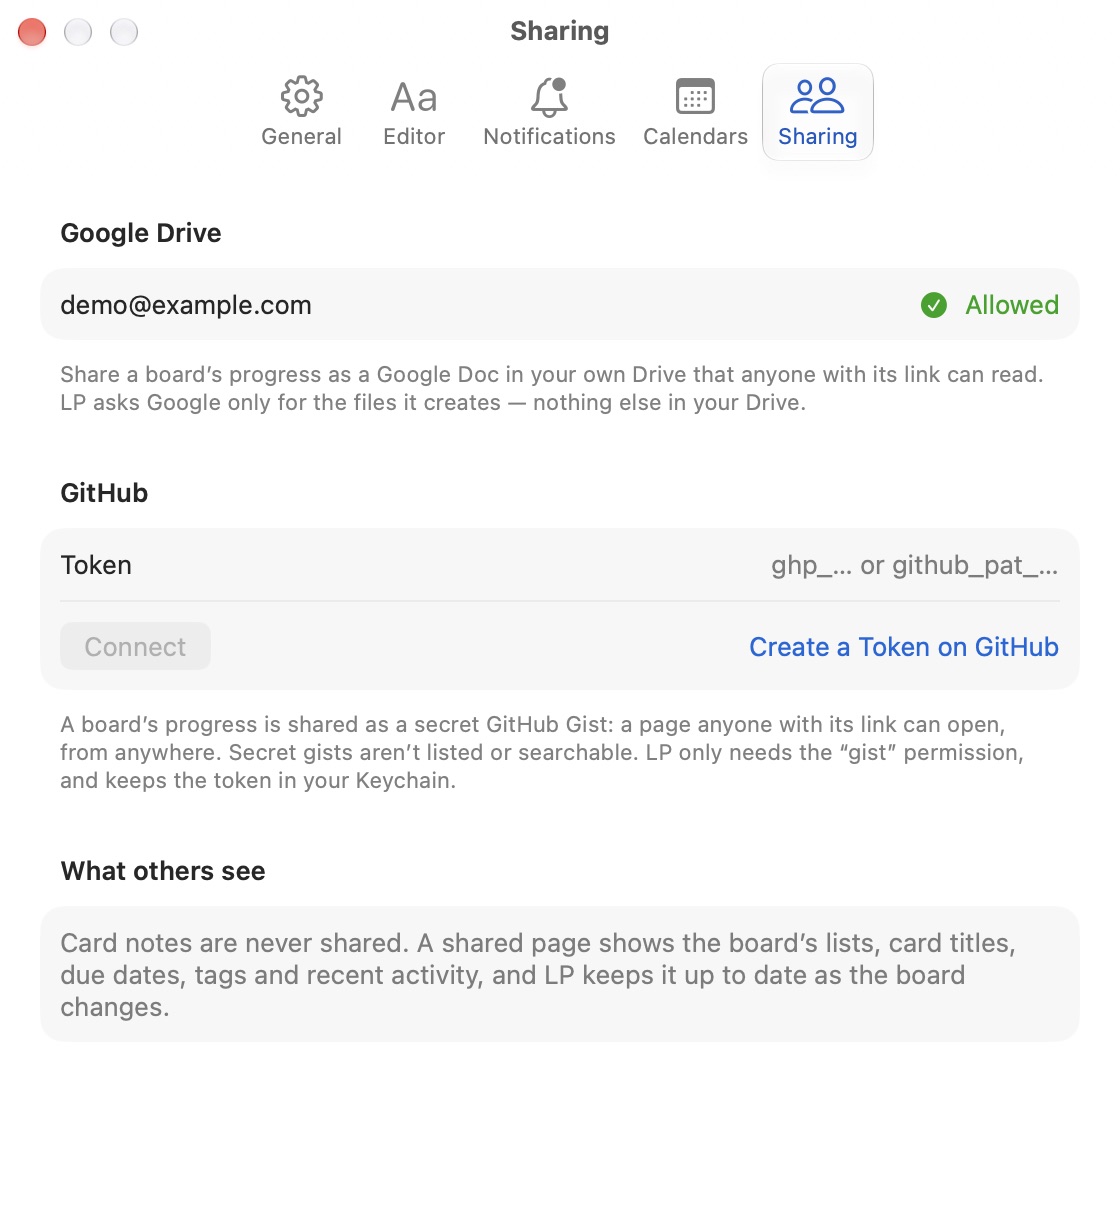 Sharing
General
Aa
Editor
Notifications
Calendars
Sharing
Google Drive
demo@example.com
Allowed
Share a board’s progress as a Google Doc in your own Drive that anyone with its link can read.
LP asks Google only for the files it creates — nothing else in your Drive.
GitHub
Token
ghp_... or github_pat_...
Connect
Create a Token on GitHub
A board’s progress is shared as a secret GitHub Gist: a page anyone with its link can open,
from anywhere. Secret gists aren’t listed or searchable. LP only needs the “gist” permission,
and keeps the token in your Keychain.
What others see
Card notes are never shared. A shared page shows the board’s lists, card titles,
due dates, tags and recent activity, and LP keeps it up to date as the board
changes.